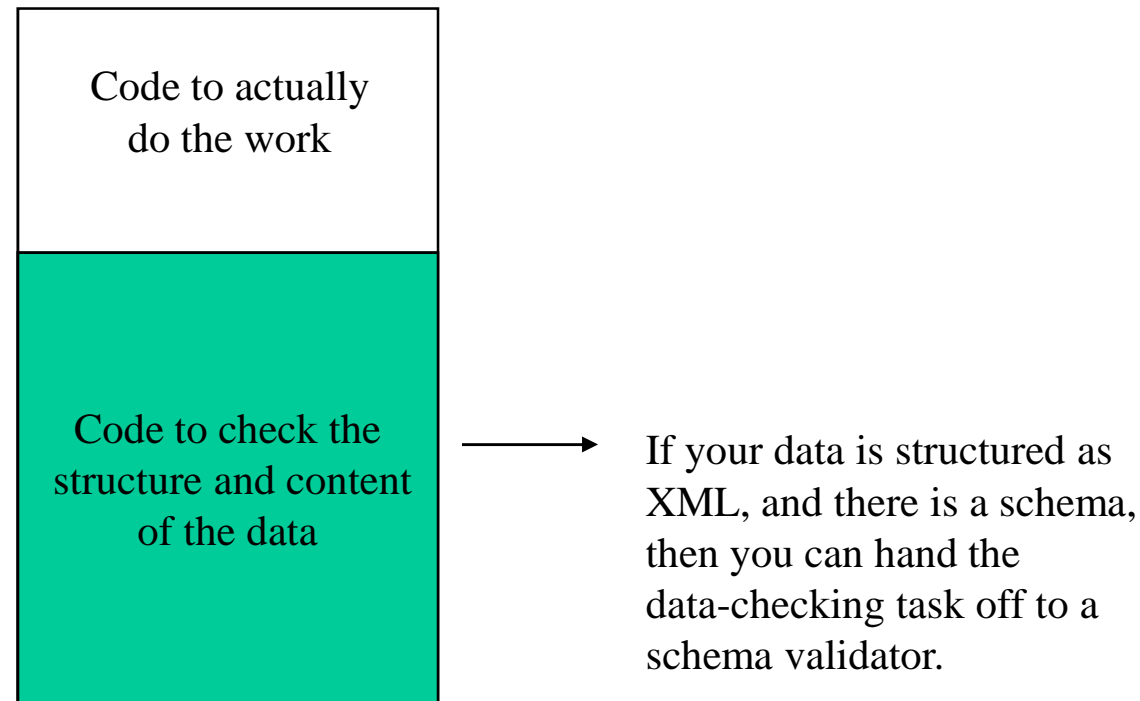 Code to actually
do the work
Code to check the
structure and content
of the data
If your data is structured as
XML, and there is a schema,
then you can hand the
data-checking task off to a
schema validator.